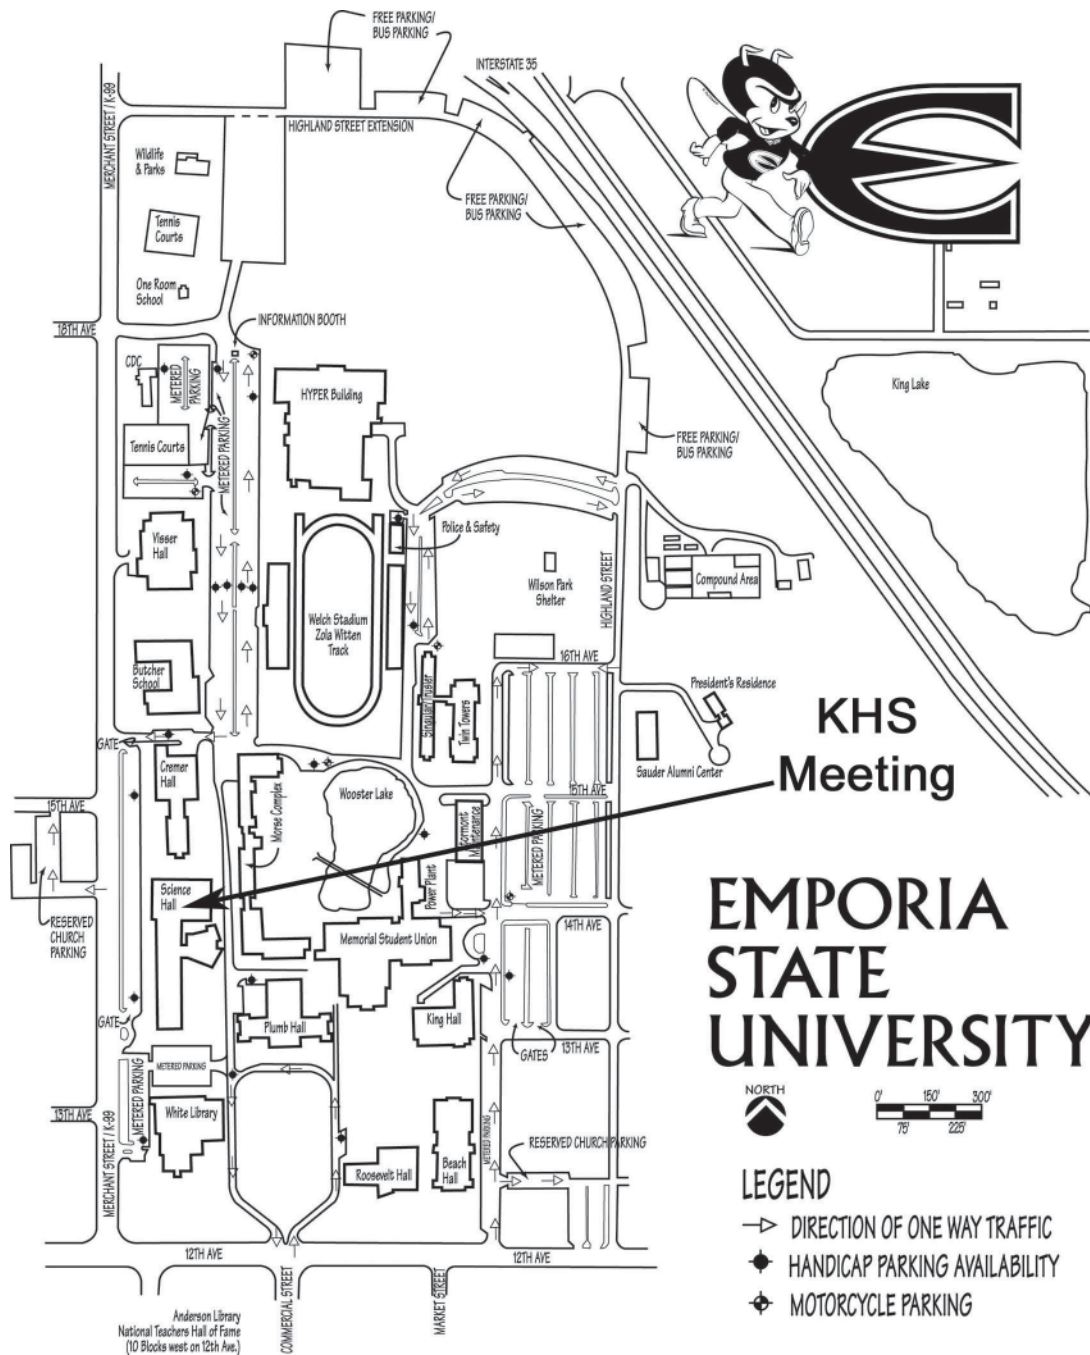 FREE PARKING/
BUS PARKING
INTERSTATE 35
MERCHANT STREET / K-99
HIGHLAND STREET EXTENSION
Wildlife
& Parks
FREE PARKING/
BUS PARKING
Tennis
Courts
One Room
School
INFORMATION BOOTH
18TH AVE
CDC
METERED
PARKING
HYPER Building
King Lake
Tennis Courts
METERED PARKING
FREE PARKING/
BUS PARKING
Visser
Hall
Police & Safety
Wilson Park
Shelter
HIGHLAND STREET
Compound Area
Welch Stadium
Zola Witten
Track
Butcher
School
16TH AVE
Singular/Trusler
Twin Towers
President's Residence
KHS
Meeting
GATE
Cremer
Hall
Sauder Alumni Center
Morse Complex
Wooster Lake
15TH AVE
15TH AVE
Stormont
Maintenance
METERED PARKING
Science
Hall
Power Plant
RESERVED
CHURCH
PARKING
Memorial Student Union
14TH AVE
EMPORIA
STATE
UNIVERSITY
GATE
Plumb Hall
King Hall
GATES
13TH AVE
METERED PARKING
METERED PARKING
NORTH
0' 150' 300'
75' 225'
13TH AVE
White Library
MERCHANT STREET / K-99
METERED PARKING
RESERVED CHURCH PARKING
Roosevelt Hall
Beach
Hall
LEGEND
DIRECTION OF ONE WAY TRAFFIC
HANDICAP PARKING AVAILABILITY
MOTORCYCLE PARKING
12TH AVE
12TH AVE
COMMERCIAL STREET
MARKET STREET
Anderson Library
National Teachers Hall of Fame
(10 Blocks west on 12th Ave.)